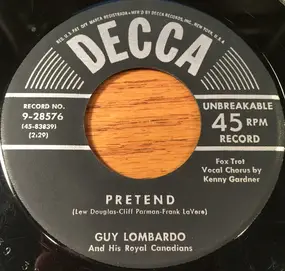 REG. U.S. PAT. OFF. MARCA REGISTRADA • MF'D BY DECCA RECORDS, INC., NEW YORK, U.S.A.
DECCA
RECORD NO.
9-28576
(45-83839)
(2:29)
UNBREAKABLE
45 RPM
RECORD
Fox Trot
Vocal Chorus by
Kenny Gardner
PRETEND
(Lew Douglas-Cliff Parman-Frank LaVere)
GUY LOMBARDO
And His Royal Canadians